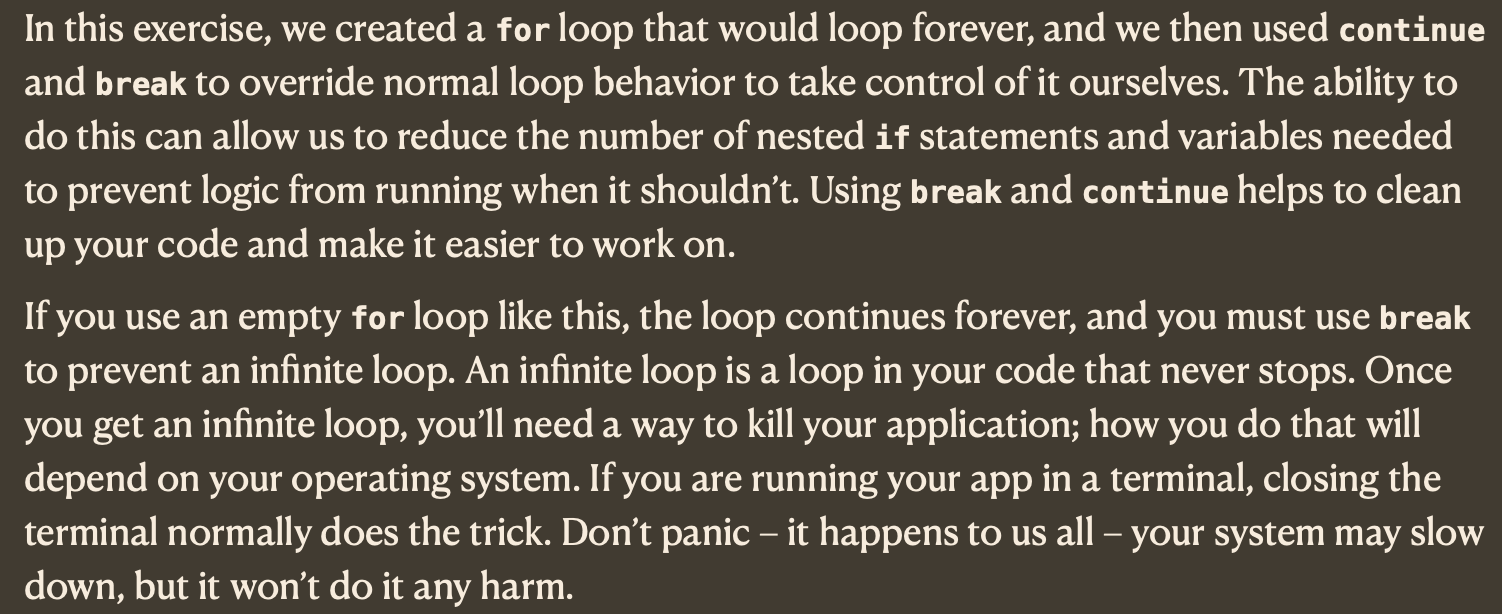 In this exercise, we created a for loop that would loop forever, and we then used continue
and break to override normal loop behavior to take control of it ourselves. The ability to
do this can allow us to reduce the number of nested if statements and variables needed
to prevent logic from running when it shouldn’t. Using break and continue helps to clean
up your code and make it easier to work on.
If you use an empty for loop like this, the loop continues forever, and you must use break
to prevent an infinite loop. An infinite loop is a loop in your code that never stops. Once
you get an infinite loop, you’ll need a way to kill your application; how you do that will
depend on your operating system. If you are running your app in a terminal, closing the
terminal normally does the trick. Don’t panic – it happens to us all – your system may slow
down, but it won’t do it any harm.